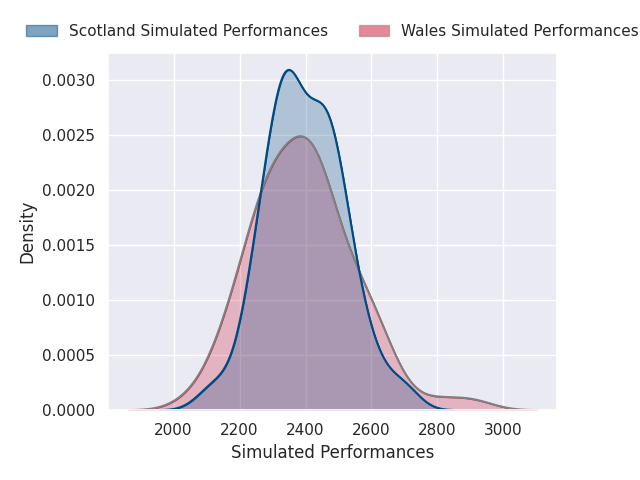 Scotland Simulated Performances Wales Simulated Performances
0.0030
0.0025
0.0020
0.0015
0.0010
0.0005
0.0000
Density
2000 2200 2400 2600 2800 3000
Simulated Performances